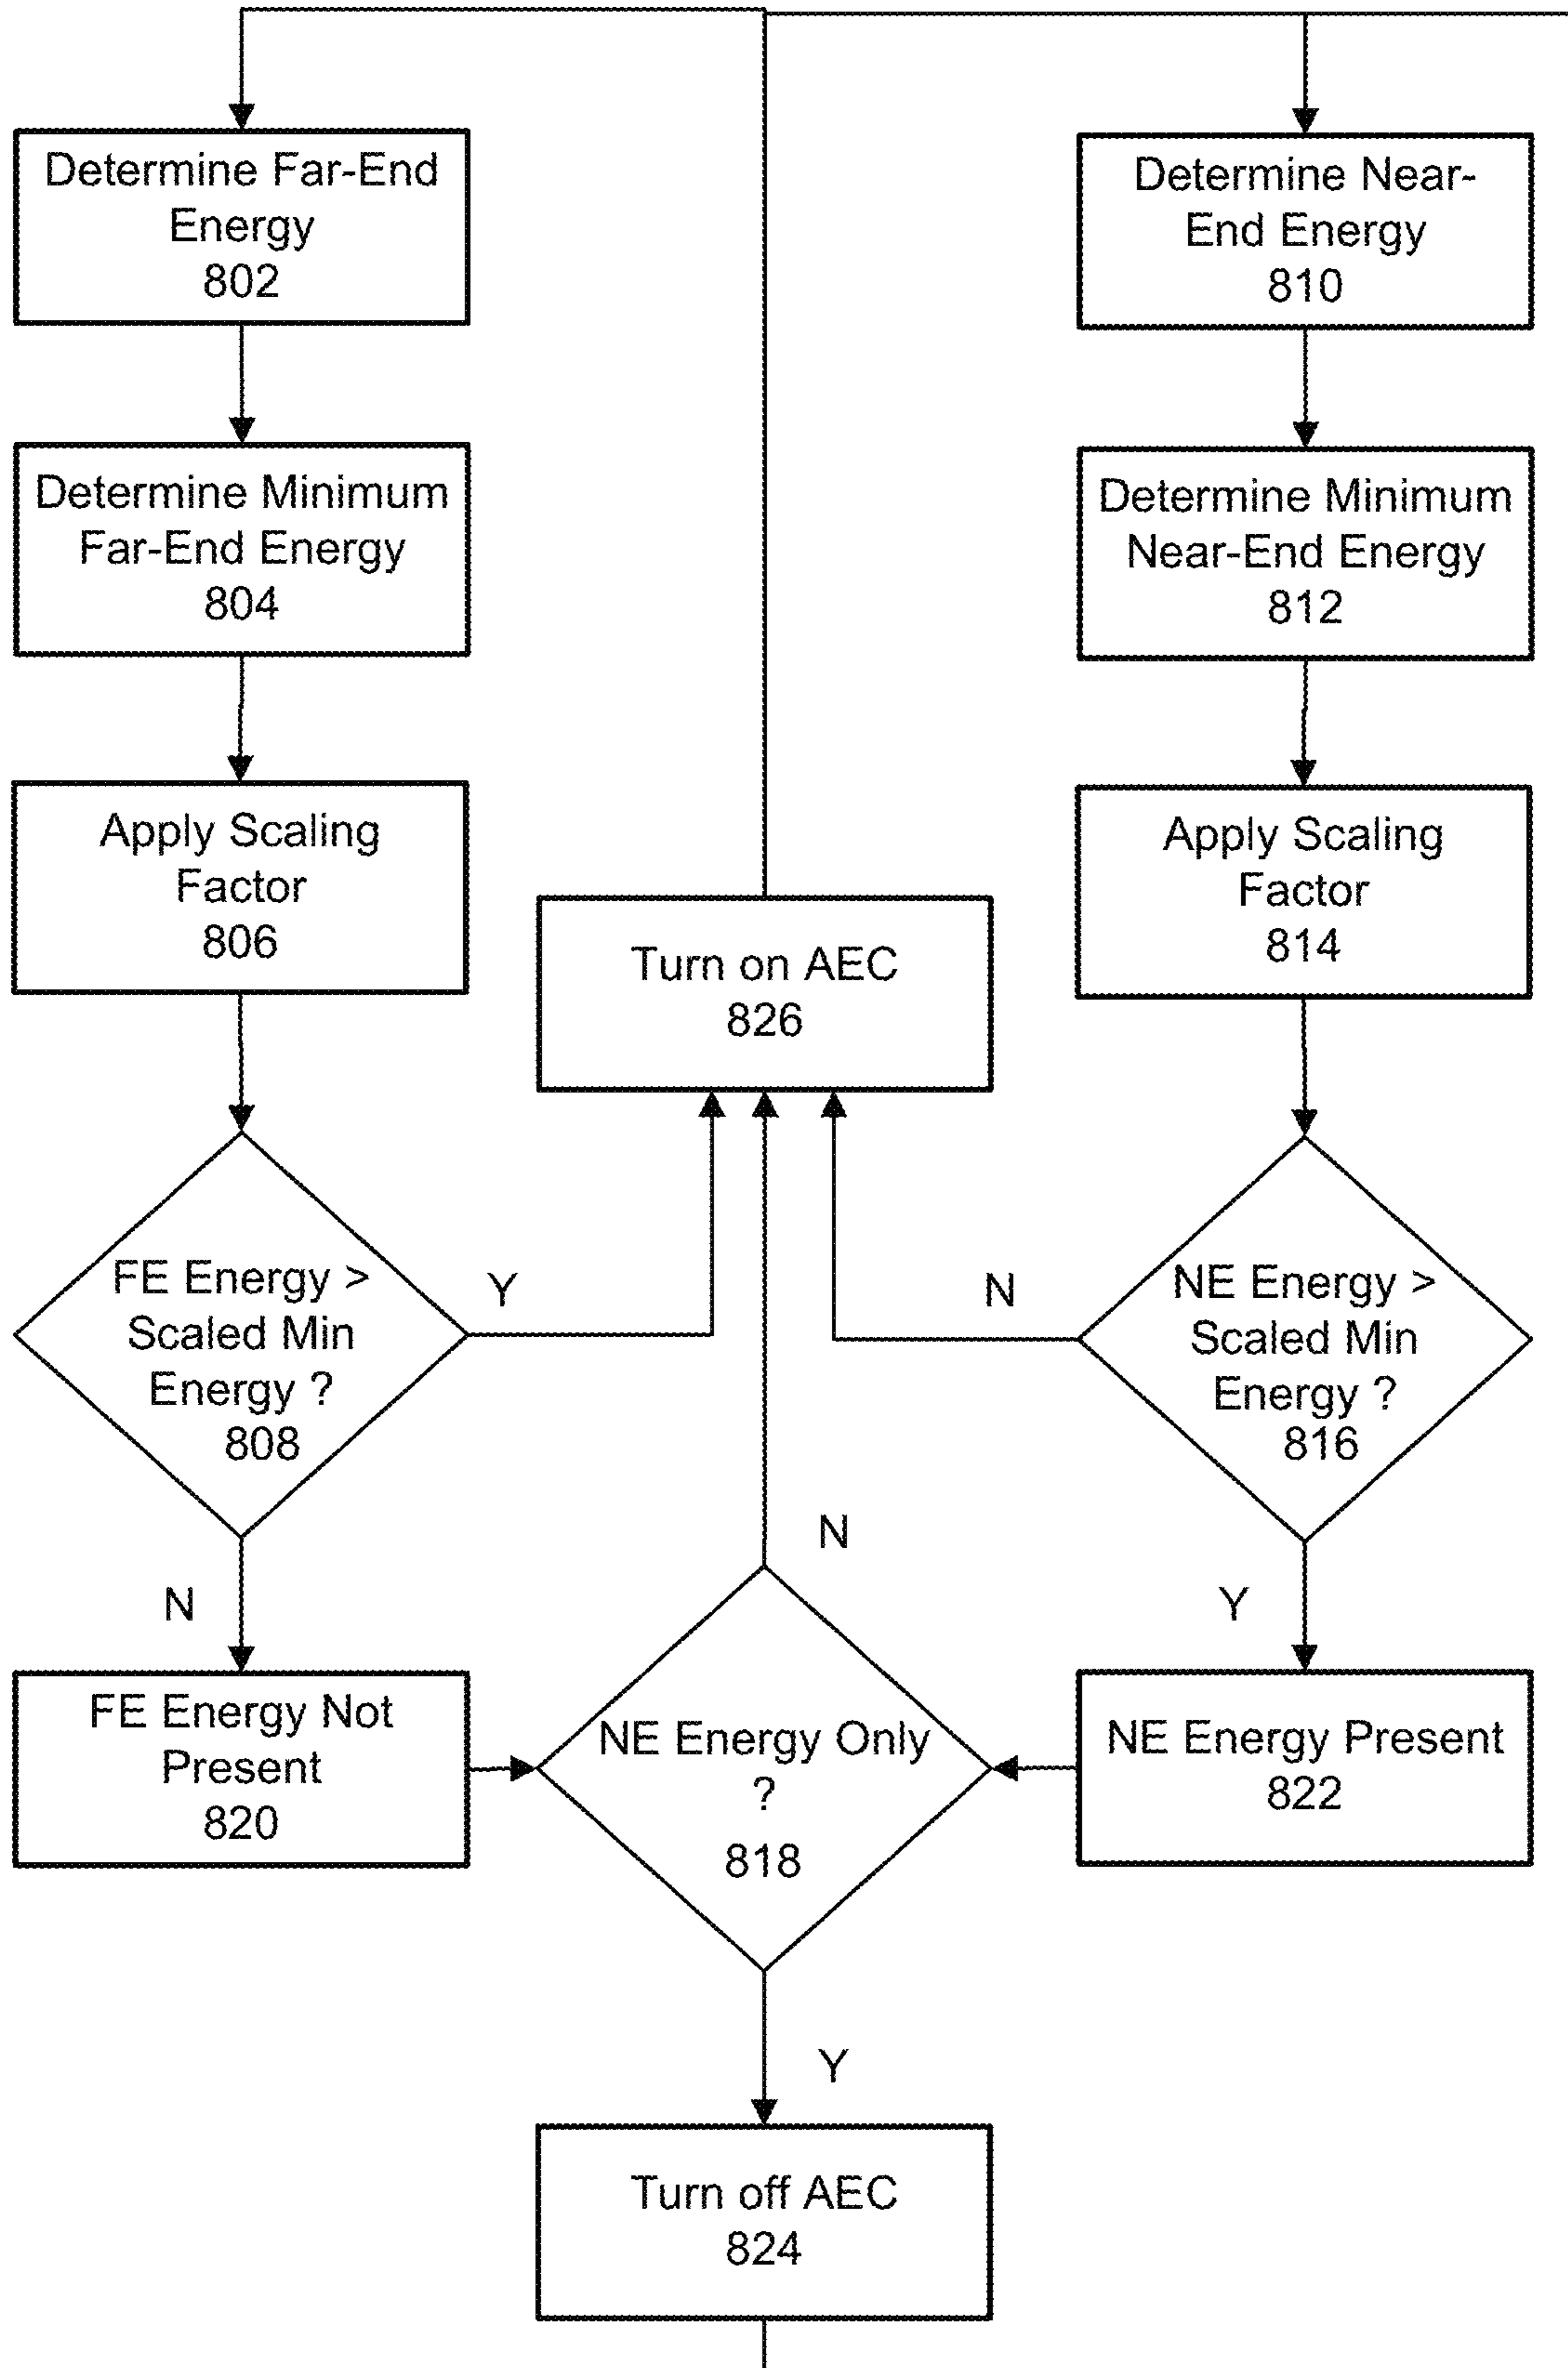 Determine Far-End
Energy
802
Determine Minimum
Far-End Energy
804
Apply Scaling
Factor
806
FE Energy >
Scaled Min
Energy ?
808
Y
N
FE Energy Not
Present
820
Turn on AEC
826
N
NE Energy Only
?
818
Y
Turn off AEC
824
Determine Near-
End Energy
810
Determine Minimum
Near-End Energy
812
Apply Scaling
Factor
814
NE Energy >
Scaled Min
Energy ?
816
N
Y
NE Energy Present
822